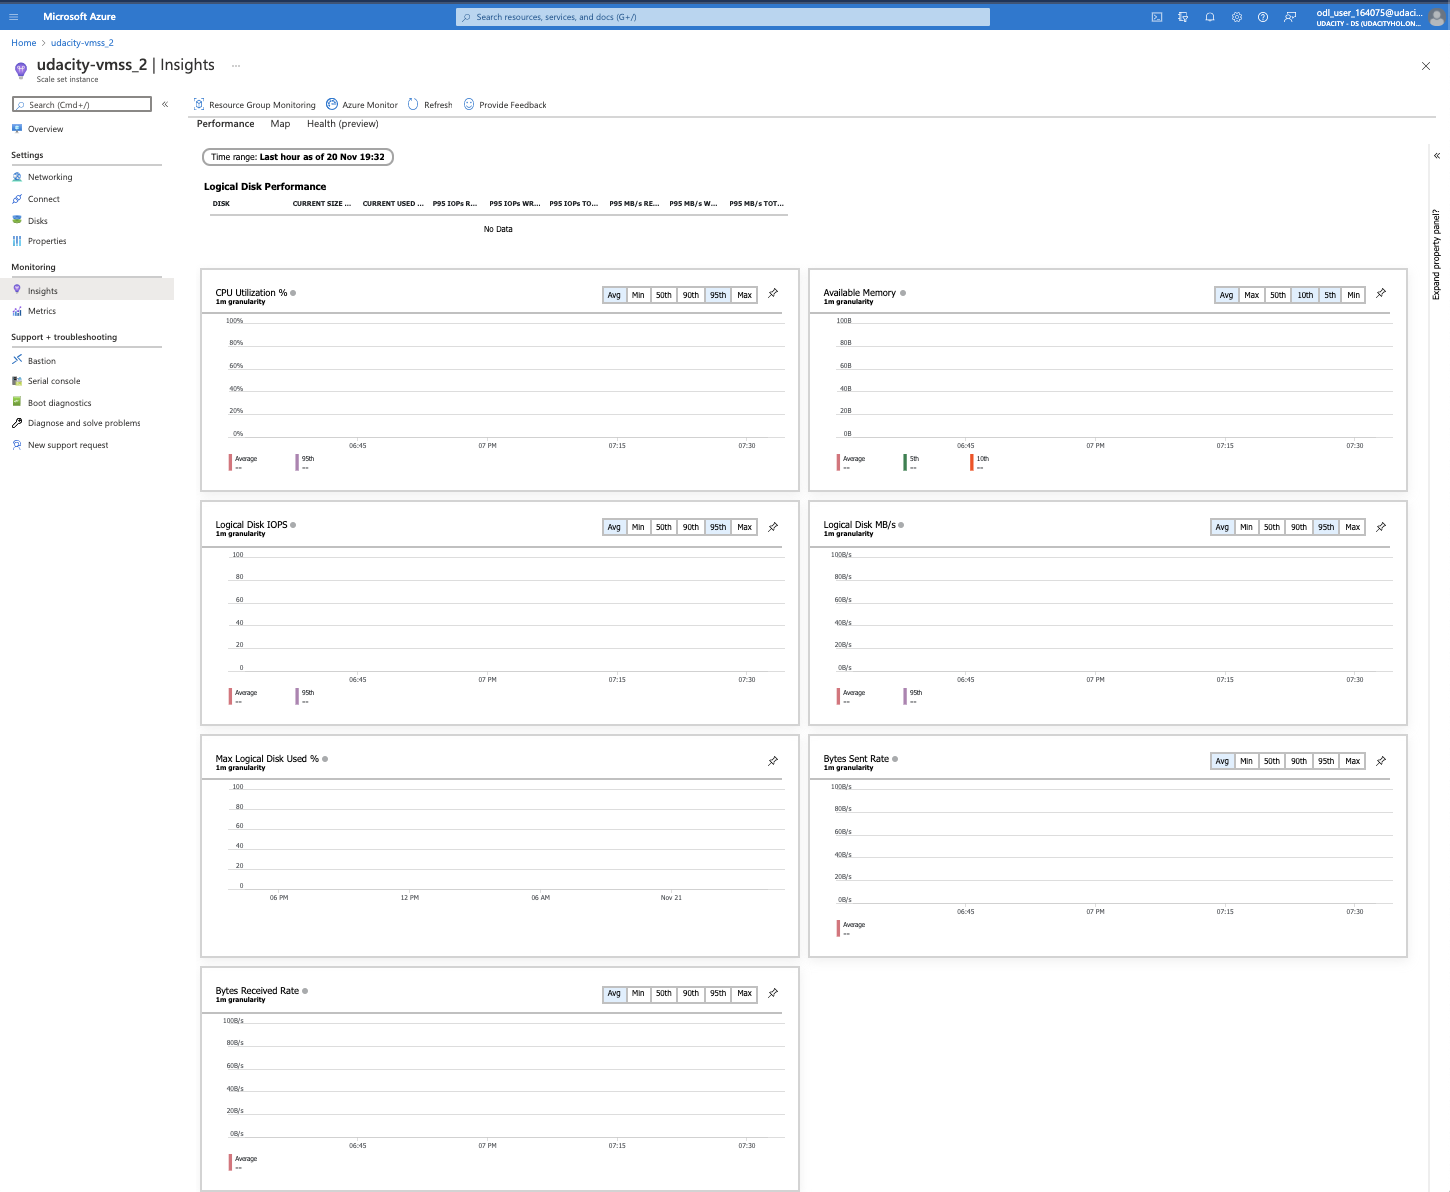 Microsoft Azure
Search resources, services, and docs (G+/)
odl_user_164075@udaci...
UDACITY - DS (UDACITYHOL.ON...
Home > udacity-vmss_2
udacity-vmss_2 | Insights ...
Scale set instance
Search (Cmd+/)
«
Overview
Settings
Networking
Connect
Disks
Properties
Monitoring
Insights
Metrics
Support + troubleshooting
Bastion
Serial console
Boot diagnostics
Diagnose and solve problems
New support request
Resource Group Monitoring Azure Monitor Refresh Provide Feedback
Performance Map Health (preview)
Time range: Last hour as of 20 Nov 19:32
Logical Disk Performance
DISK CURRENT SIZE ... CURRENT USED ... P95 IOPs R... P95 IOPs WR... P95 IOPs TO... P95 MB/s RE... P95 MB/s W... P95 MB/s TOT...
No Data
CPU Utilization %
1m granularity
Avg Min 50th 90th 95th Max
100%
80%
60%
40%
20%
0%
06:45 07 PM 07:15 07:30
Average 95th
-- --
Available Memory
1m granularity
Avg Max 50th 10th 5th Min
100B
80B
60B
40B
20B
0B
06:45 07 PM 07:15 07:30
Average 5th 10th
-- -- --
Logical Disk IOPS
1m granularity
Avg Min 50th 90th 95th Max
100
80
60
40
20
0
06:45 07 PM 07:15 07:30
Average 95th
-- --
Logical Disk MB/s
1m granularity
Avg Min 50th 90th 95th Max
100B/s
80B/s
60B/s
40B/s
20B/s
0B/s
06:45 07 PM 07:15 07:30
Average 95th
-- --
Max Logical Disk Used %
1m granularity
100
80
60
40
20
0
06 PM 12 PM 06 AM Nov 21
Bytes Sent Rate
1m granularity
Avg Min 50th 90th 95th Max
100B/s
80B/s
60B/s
40B/s
20B/s
0B/s
06:45 07 PM 07:15 07:30
Average
--
Bytes Received Rate
1m granularity
Avg Min 50th 90th 95th Max
100B/s
80B/s
60B/s
40B/s
20B/s
0B/s
06:45 07 PM 07:15 07:30
Average
--
«
Expand property panel?